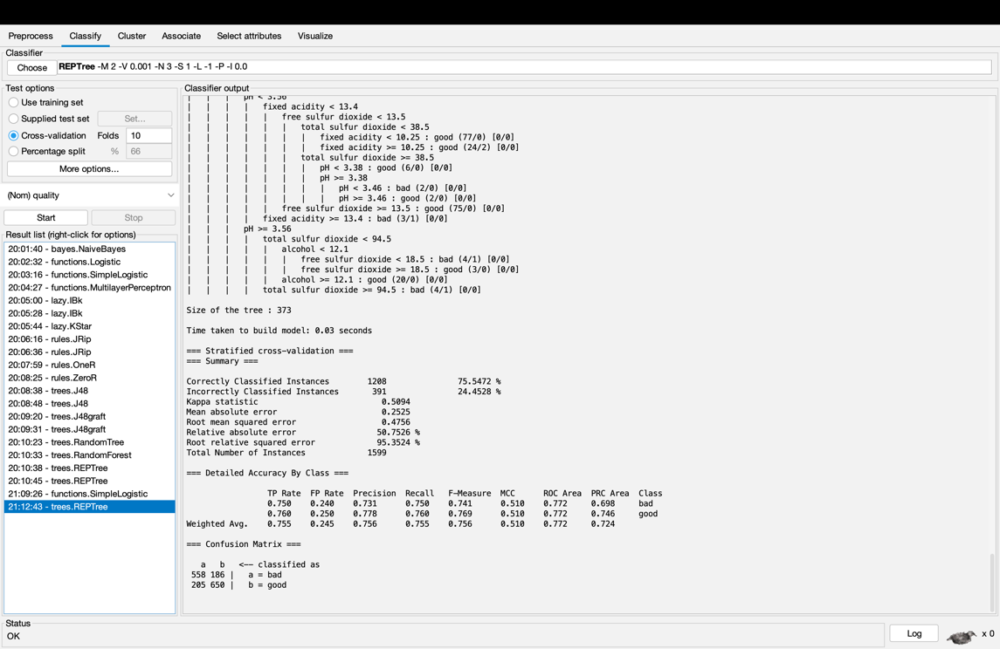 Preprocess Classify Cluster Associate Select attributes Visualize
Classifier
Choose REPTree -M 2 -V 0.001 -N 3 -S 1 -L -1 -P -I 0.0
Test options
Use training set
Supplied test set Set...
Cross-validation Folds 10
Percentage split % 66
More options...
(Nom) quality
Start Stop
Result list (right-click for options)
20:01:40 - bayes.NaiveBayes
20:02:32 - functions.Logistic
20:03:16 - functions.SimpleLogistic
20:04:27 - functions.MultilayerPerceptron
20:05:00 - lazy.IBk
20:05:28 - lazy.IBk
20:05:44 - lazy.KStar
20:06:16 - rules.JRip
20:06:36 - rules.JRip
20:07:59 - rules.OneR
20:08:25 - rules.ZeroR
20:08:38 - trees.J48
20:08:48 - trees.J48
20:09:20 - trees.J48graft
20:09:31 - trees.J48graft
20:10:23 - trees.RandomTree
20:10:33 - trees.RandomForest
20:10:38 - trees.REPTree
20:10:45 - trees.REPTree
21:09:26 - functions.SimpleLogistic
21:12:43 - trees.REPTree
Classifier output
| | | pH < 3.56
| | | | fixed acidity < 13.4
| | | | | free sulfur dioxide < 13.5
| | | | | | total sulfur dioxide < 38.5
| | | | | | | fixed acidity < 10.25 : good (77/0) [0/0]
| | | | | | | fixed acidity >= 10.25 : good (24/2) [0/0]
| | | | | | total sulfur dioxide >= 38.5
| | | | | | | pH < 3.38 : good (6/0) [0/0]
| | | | | | | pH >= 3.38
| | | | | | | | pH < 3.46 : bad (2/0) [0/0]
| | | | | | | | pH >= 3.46 : good (2/0) [0/0]
| | | | | free sulfur dioxide >= 13.5 : good (75/0) [0/0]
| | | | fixed acidity >= 13.4 : bad (3/1) [0/0]
| | | pH >= 3.56
| | | | total sulfur dioxide < 94.5
| | | | | alcohol < 12.1
| | | | | | free sulfur dioxide < 18.5 : bad (4/1) [0/0]
| | | | | | free sulfur dioxide >= 18.5 : good (3/0) [0/0]
| | | | | alcohol >= 12.1 : good (20/0) [0/0]
| | | | total sulfur dioxide >= 94.5 : bad (4/1) [0/0]
Size of the tree : 373
Time taken to build model: 0.03 seconds
=== Stratified cross-validation ===
=== Summary ===
Correctly Classified Instances 1208 75.5472 %
Incorrectly Classified Instances 391 24.4528 %
Kappa statistic 0.5094
Mean absolute error 0.2525
Root mean squared error 0.4756
Relative absolute error 50.7526 %
Root relative squared error 95.3524 %
Total Number of Instances 1599
=== Detailed Accuracy By Class ===
TP Rate FP Rate Precision Recall F-Measure MCC ROC Area PRC Area Class
0.750 0.240 0.731 0.750 0.741 0.510 0.772 0.698 bad
0.760 0.250 0.778 0.760 0.769 0.510 0.772 0.746 good
Weighted Avg. 0.755 0.245 0.756 0.755 0.756 0.510 0.772 0.724
=== Confusion Matrix ===
a b <-- classified as
558 186 | a = bad
205 650 | b = good
Status
OK
Log x 0